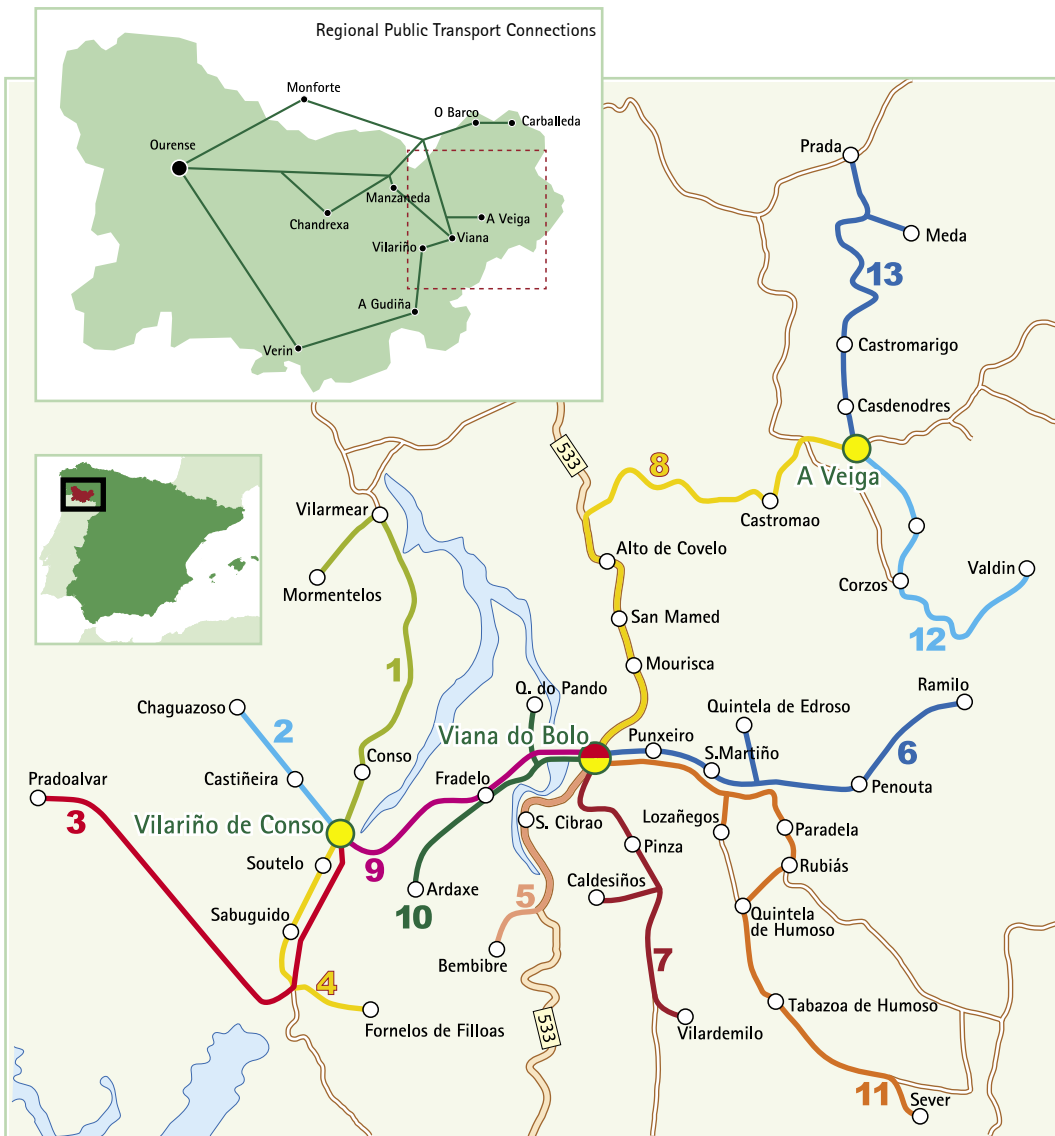 Regional Public Transport Connections
Monforte
O Barco
Carballeda
Ourense
Manzaneda
Chandrexa
A Veiga
Viana
Vilariño
A Gudiña
Verin
Prada
Meda
13
Castromarigo
Casdenodres
533
8
A Veiga
Castromao
Vilarmear
Alto de Covelo
Mormentelos
Corzos
Valdin
San Mamed
12
1
Mourisca
Q. do Pando
Ramilo
Chaguazoso
Quintela de Edroso
2
Viana do Bolo
Punxeiro
Conso
S.Martiño
6
Pradoalvar
Castiñeira
Fradelo
Penouta
3
Vilariño de Conso
S. Cibrao
Lozañegos
Paradela
9
Pinza
Soutelo
Rubiás
Ardaxe
Caldesiños
10
5
Sabuguido
Quintela
de Humoso
Bembibre
7
4
Tabazoa de Humoso
Fornelos de Filloas
533
Vilardemilo
11
Sever